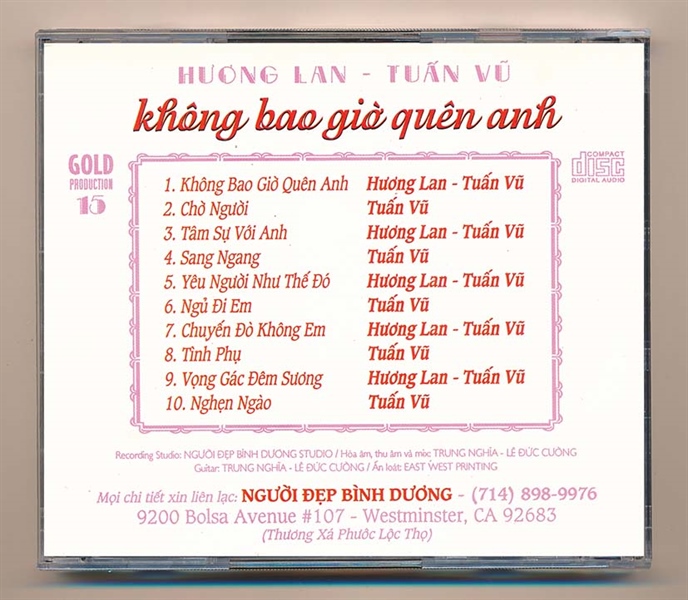 HƯƠNG LAN - TUẤN VŨ
không bao giờ quên anh
GOLD
PRODUCTION
15
COMPACT
disc
DIGITAL AUDIO
1. Không Bao Giờ Quên Anh Hương Lan - Tuấn Vũ
2. Chờ Người Tuấn Vũ
3. Tâm Sự Với Anh Hương Lan - Tuấn Vũ
4. Sang Ngang Tuấn Vũ
5. Yêu Người Như Thế Đó Hương Lan - Tuấn Vũ
6. Ngủ Đi Em Tuấn Vũ
7. Chuyến Đò Không Em Hương Lan - Tuấn Vũ
8. Tình Phụ Tuấn Vũ
9. Vọng Gác Đêm Sương Hương Lan - Tuấn Vũ
10. Nghẹn Ngào Tuấn Vũ
Recording Studio: NGƯỜI ĐẸP BÌNH DƯƠNG STUDIO / Hòa âm, thu âm và mix: TRUNG NGHĨA - LÊ ĐỨC CƯỜNG
Guitar: TRUNG NGHĨA - LÊ ĐỨC CƯỜNG / Ấn loát: EAST WEST PRINTING
Mọi chi tiết xin liên lạc: NGƯỜI ĐẸP BÌNH DƯƠNG - (714) 898-9976
9200 Bolsa Avenue #107 - Westminster, CA 92683
(Thương Xá Phước Lộc Thọ)